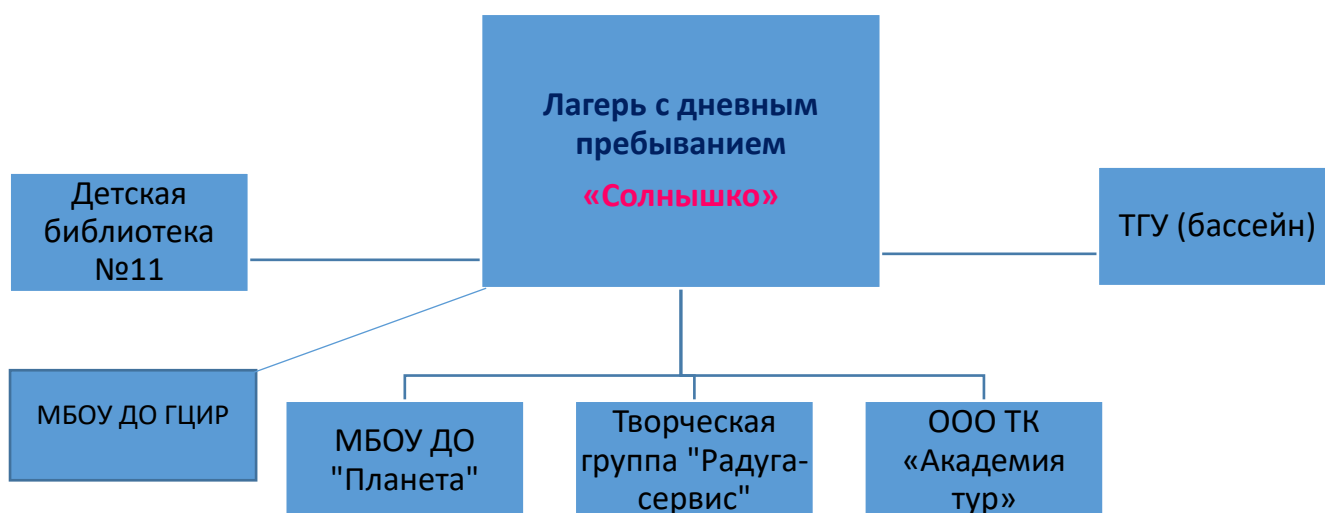 Лагерь с дневным
пребыванием
«Солнышко»
Детская
библиотека
№11
ТГУ (бассейн)
МБОУ ДО ГЦИР
МБОУ ДО
"Планета"
Творческая
группа "Радуга-
сервис"
ООО ТК
«Академия
тур»